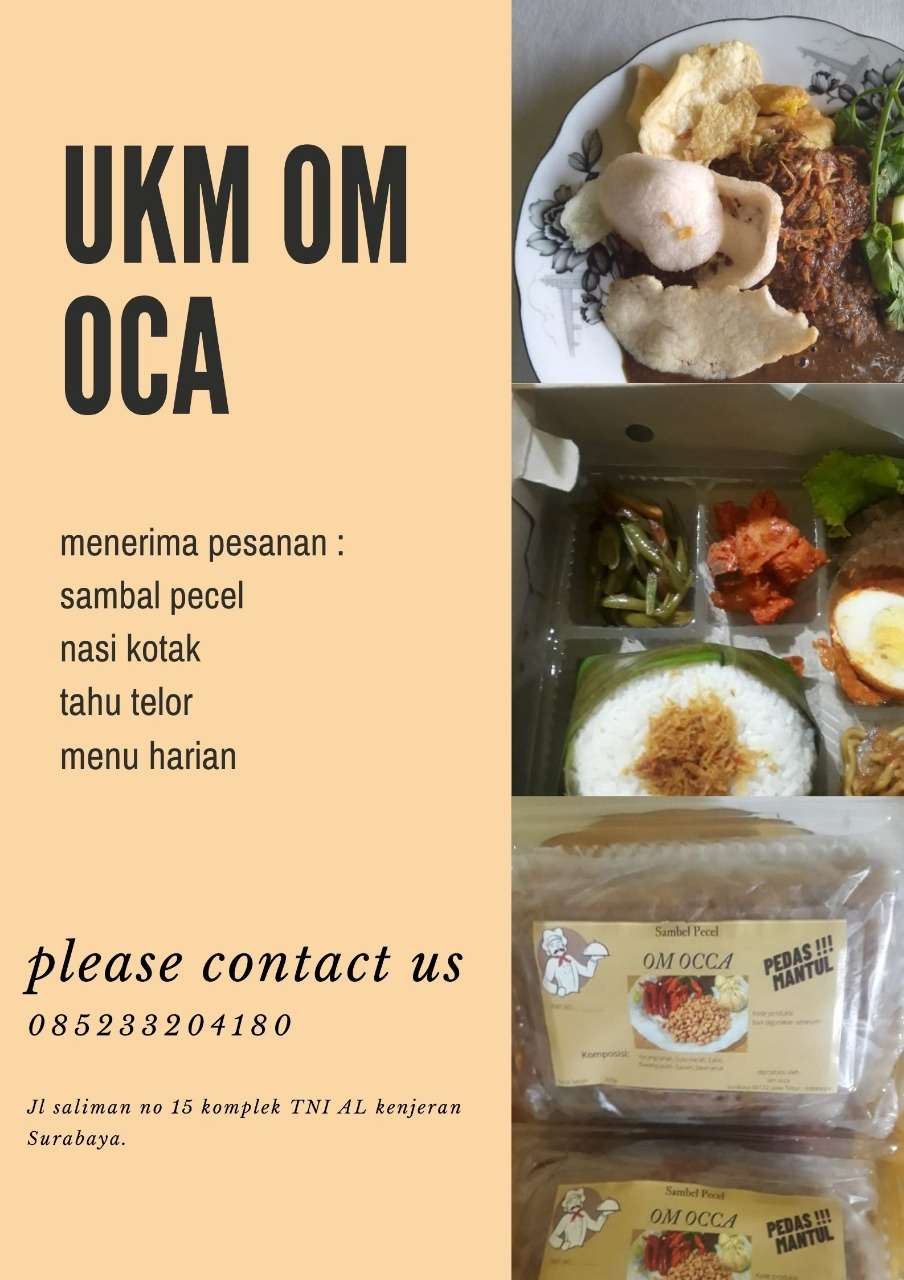 UKM OM
OCA
menerima pesanan :
sambal pecel
nasi kotak
tahu telor
menu harian
please contact us
085233204180
Jl saliman no 15 komplek TNI AL kenjeran
Surabaya.
Sambel Pecel
OM OCCA
PEDAS !!!
MANTUL
Komposisi:
Sambel Pecel
OM OCCA
PEDAS !!!
MANTUL